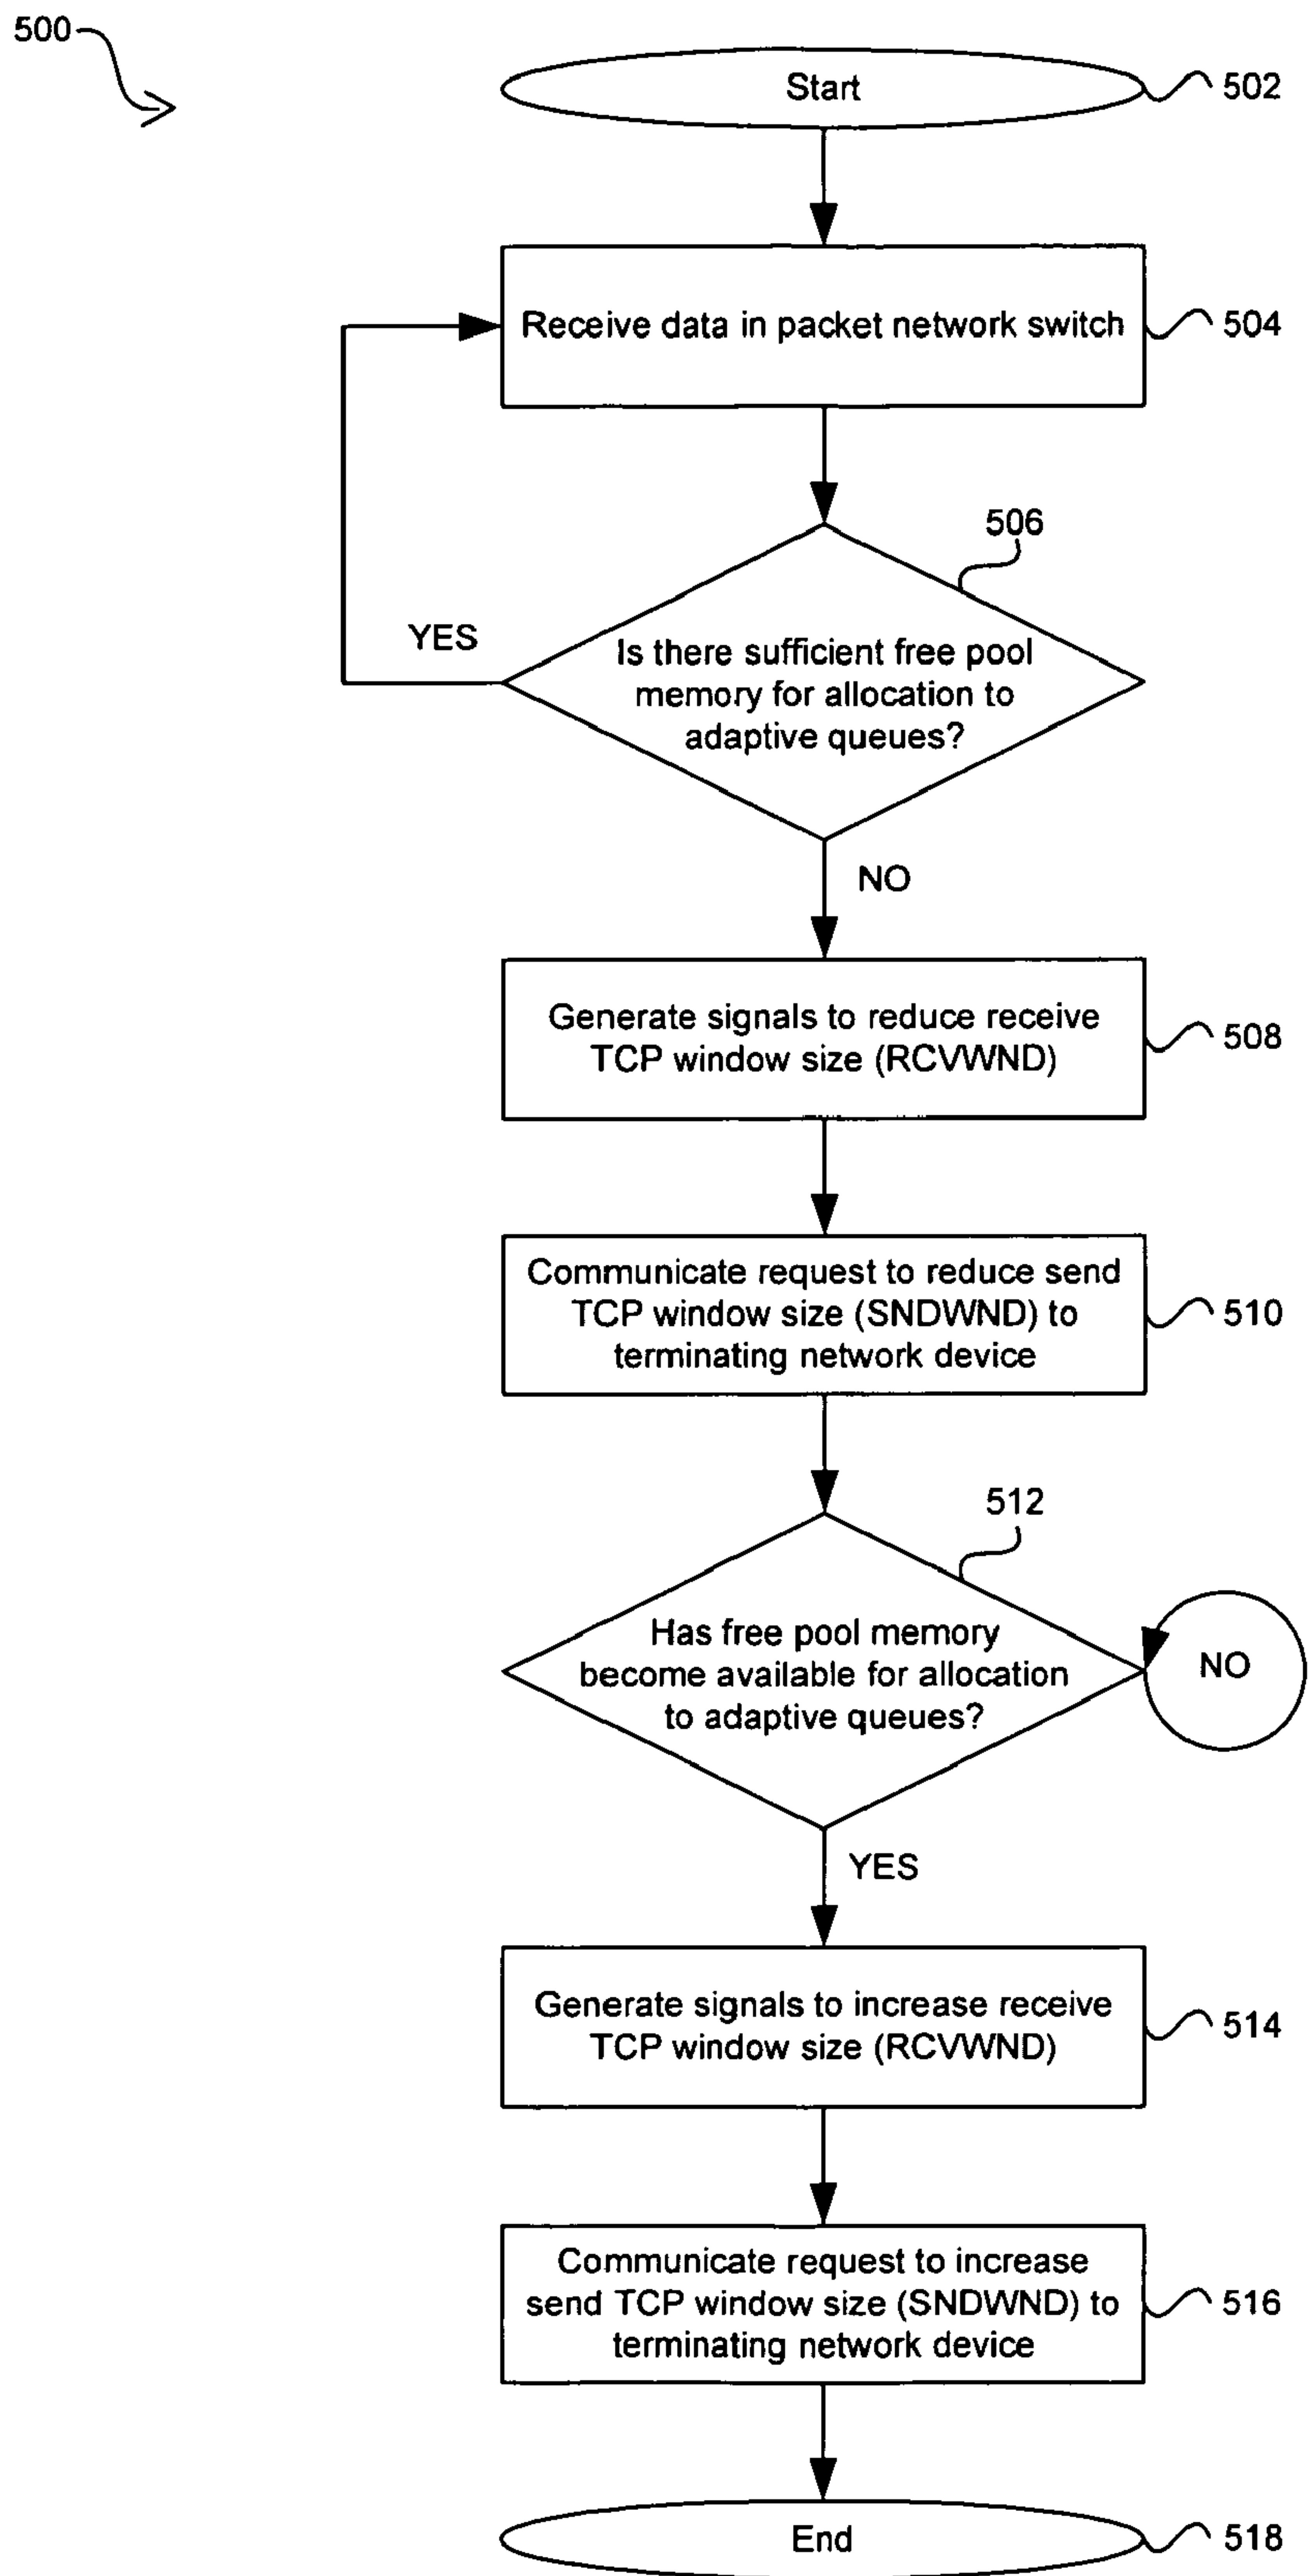 500
Start
502
Receive data in packet network switch
504
506
YES
Is there sufficient free pool
memory for allocation to
adaptive queues?
NO
Generate signals to reduce receive
TCP window size (RCVWND)
508
Communicate request to reduce send
TCP window size (SNDWND) to
terminating network device
510
512
Has free pool memory
become available for allocation
to adaptive queues?
NO
YES
Generate signals to increase receive
TCP window size (RCVWND)
514
Communicate request to increase
send TCP window size (SNDWND) to
terminating network device
516
End
518